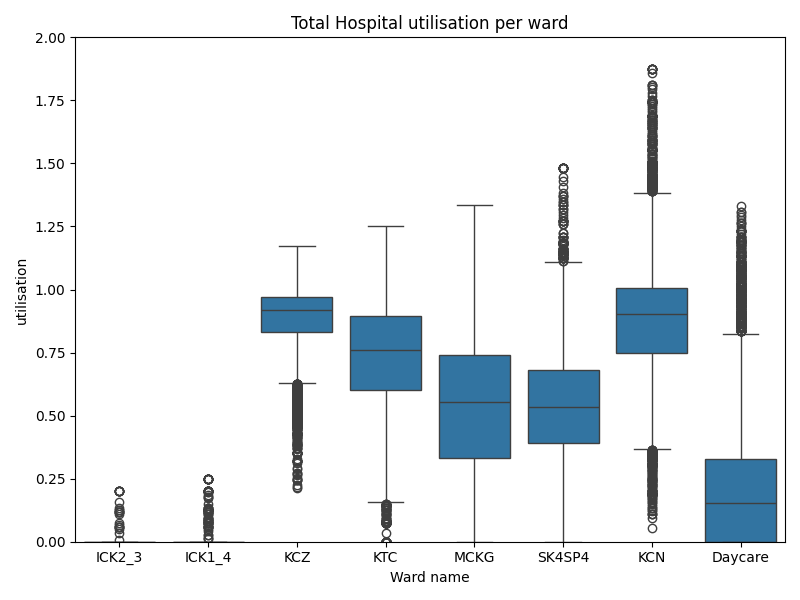 Total Hospital utilisation per ward
utilisation
2.00
1.75
1.50
1.25
1.00
0.75
0.50
0.25
0.00
ICK2_3 ICK1_4 KCZ KTC MCKG SK4SP4 KCN Daycare
Ward name